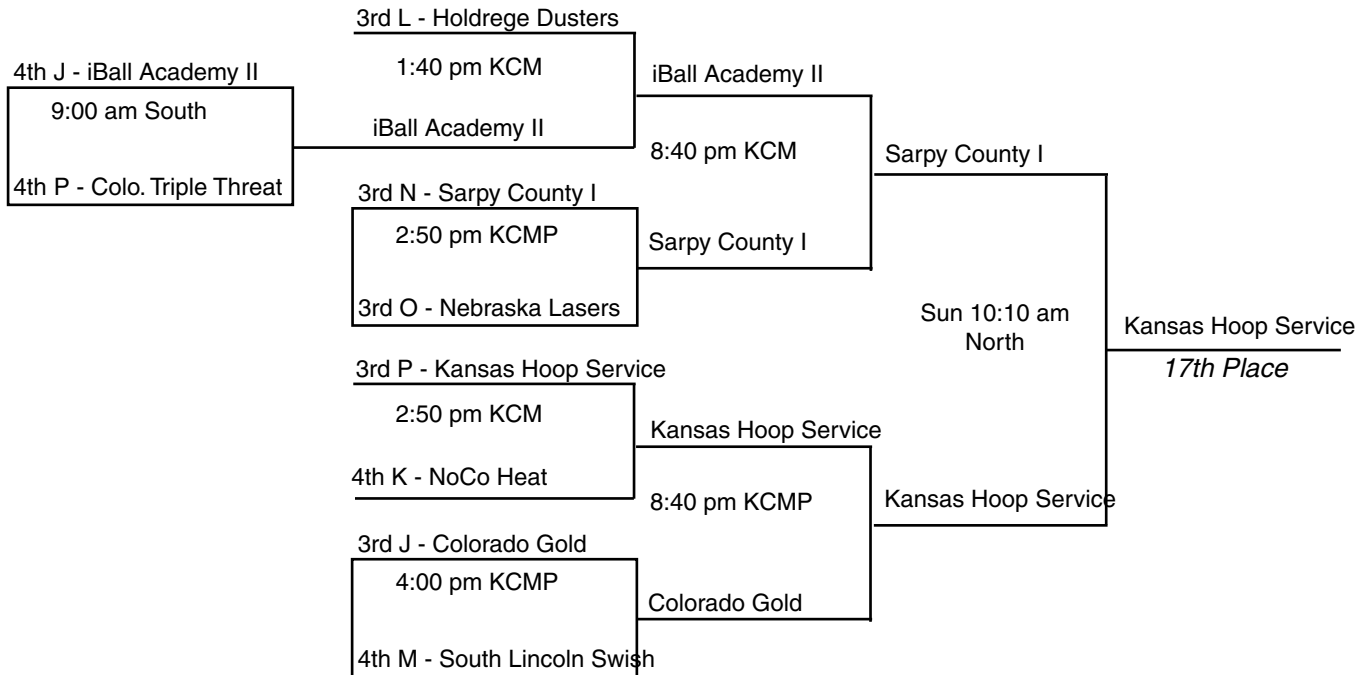 3rd L - Holdrege Dusters
1:40 pm KCM
4th J - iBall Academy II
iBall Academy II
9:00 am South
iBall Academy II
8:40 pm KCM
Sarpy County I
4th P - Colo. Triple Threat
3rd N - Sarpy County I
2:50 pm KCMP
Sarpy County I
3rd O - Nebraska Lasers
Sun 10:10 am
North
Kansas Hoop Service
17th Place
3rd P - Kansas Hoop Service
2:50 pm KCM
Kansas Hoop Service
4th K - NoCo Heat
8:40 pm KCMP
Kansas Hoop Service
3rd J - Colorado Gold
4:00 pm KCMP
Colorado Gold
4th M - South Lincoln Swish